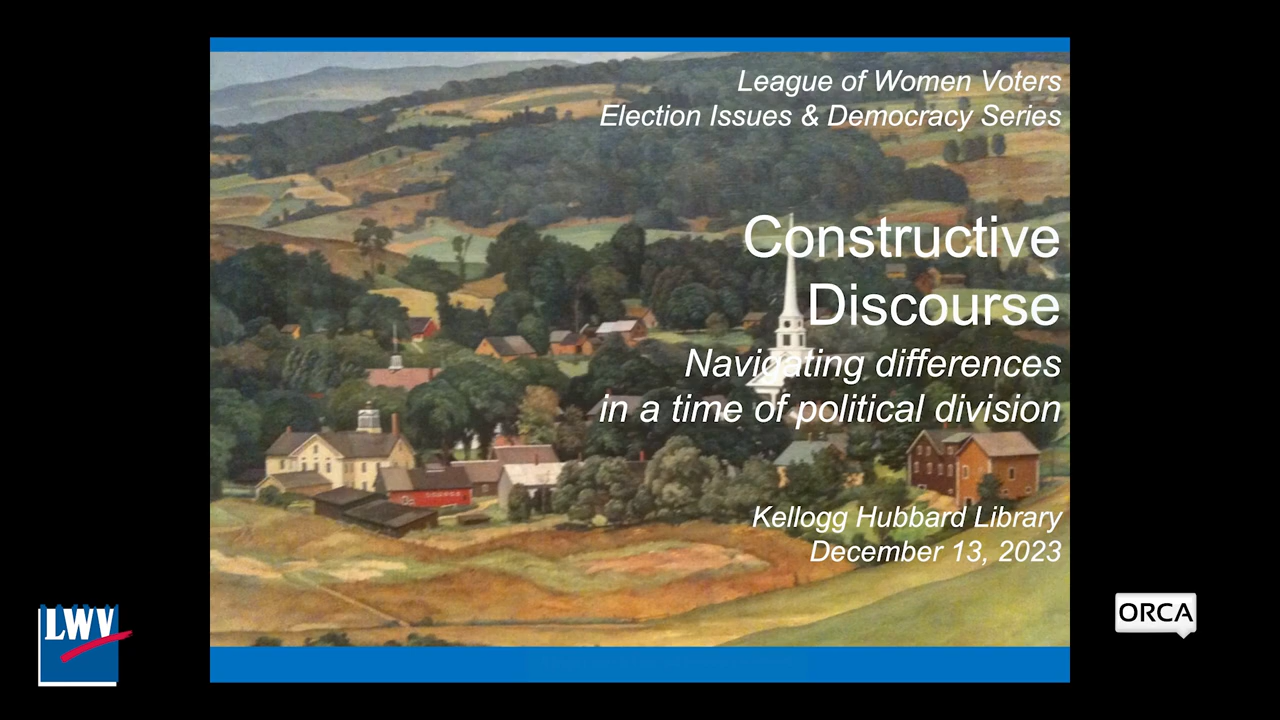 League of Women Voters
Election Issues & Democracy Series
Constructive
Discourse
Navigating differences
in a time of political division
Kellogg Hubbard Library
December 13, 2023
LWV
ORCA